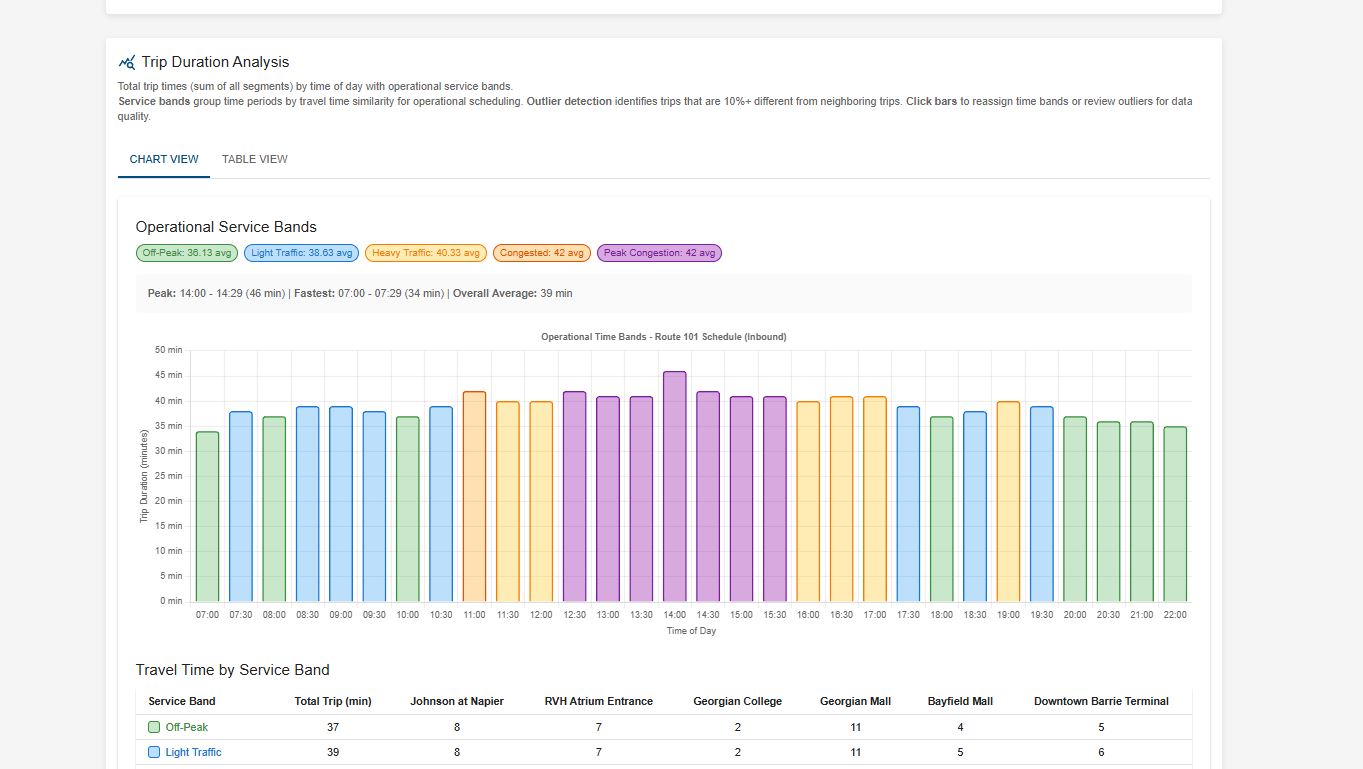 Trip Duration Analysis
Total trip times (sum of all segments) by time of day with operational service bands.
Service bands group time periods by travel time similarity for operational scheduling. Outlier detection identifies trips that are 10%+ different from neighboring trips. Click bars to reassign time bands or review outliers for data
quality.
CHART VIEW TABLE VIEW
Operational Service Bands
Off-Peak: 36.13 avg Light Traffic: 38.63 avg Heavy Traffic: 40.33 avg Congested: 42 avg Peak Congestion: 42 avg
Peak: 14:00 - 14:29 (46 min) | Fastest: 07:00 - 07:29 (34 min) | Overall Average: 39 min
Operational Time Bands - Route 101 Schedule (Inbound)
50 min
45 min
40 min
35 min
30 min
25 min
20 min
15 min
10 min
5 min
0 min
Trip Duration (minutes)
07:00 07:30 08:00 08:30 09:00 09:30 10:00 10:30 11:00 11:30 12:00 12:30 13:00 13:30 14:00 14:30 15:00 15:30 16:00 16:30 17:00 17:30 18:00 18:30 19:00 19:30 20:00 20:30 21:00 22:00
Time of Day
Travel Time by Service Band
Service Band Total Trip (min) Johnson at Napier RVH Atrium Entrance Georgian College Georgian Mall Bayfield Mall Downtown Barrie Terminal
Off-Peak 37 8 7 2 11 4 5
Light Traffic 39 8 7 2 11 5 6